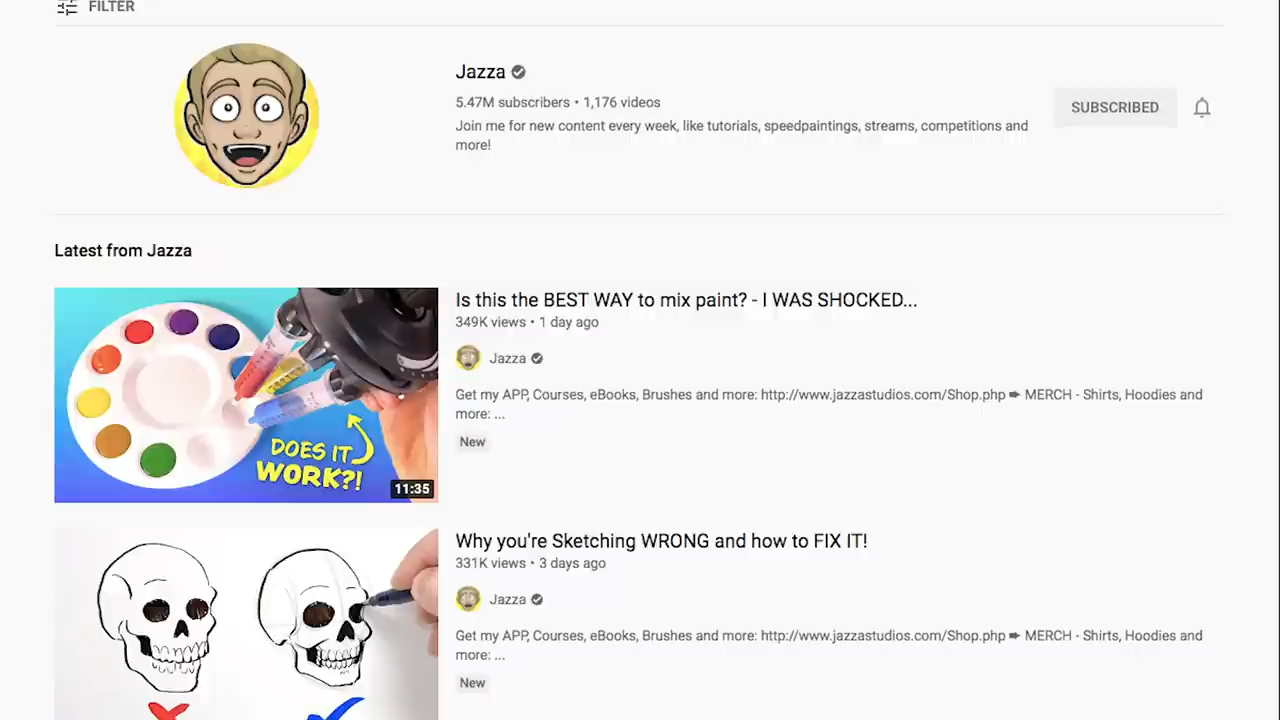 FILTER
Jazza
5.47M subscribers • 1,176 videos
SUBSCRIBED
Join me for new content every week, like tutorials, speedpaintings, streams, competitions and
more!
Latest from Jazza
DOES IT
WORK?!
11:35
Is this the BEST WAY to mix paint? - I WAS SHOCKED...
349K views • 1 day ago
Jazza
Get my APP, Courses, eBooks, Brushes and more: http://www.jazzastudios.com/Shop.php ➨ MERCH - Shirts, Hoodies and
more: ...
New
Why you're Sketching WRONG and how to FIX IT!
331K views • 3 days ago
Jazza
Get my APP, Courses, eBooks, Brushes and more: http://www.jazzastudios.com/Shop.php ➨ MERCH - Shirts, Hoodies and
more: ...
New